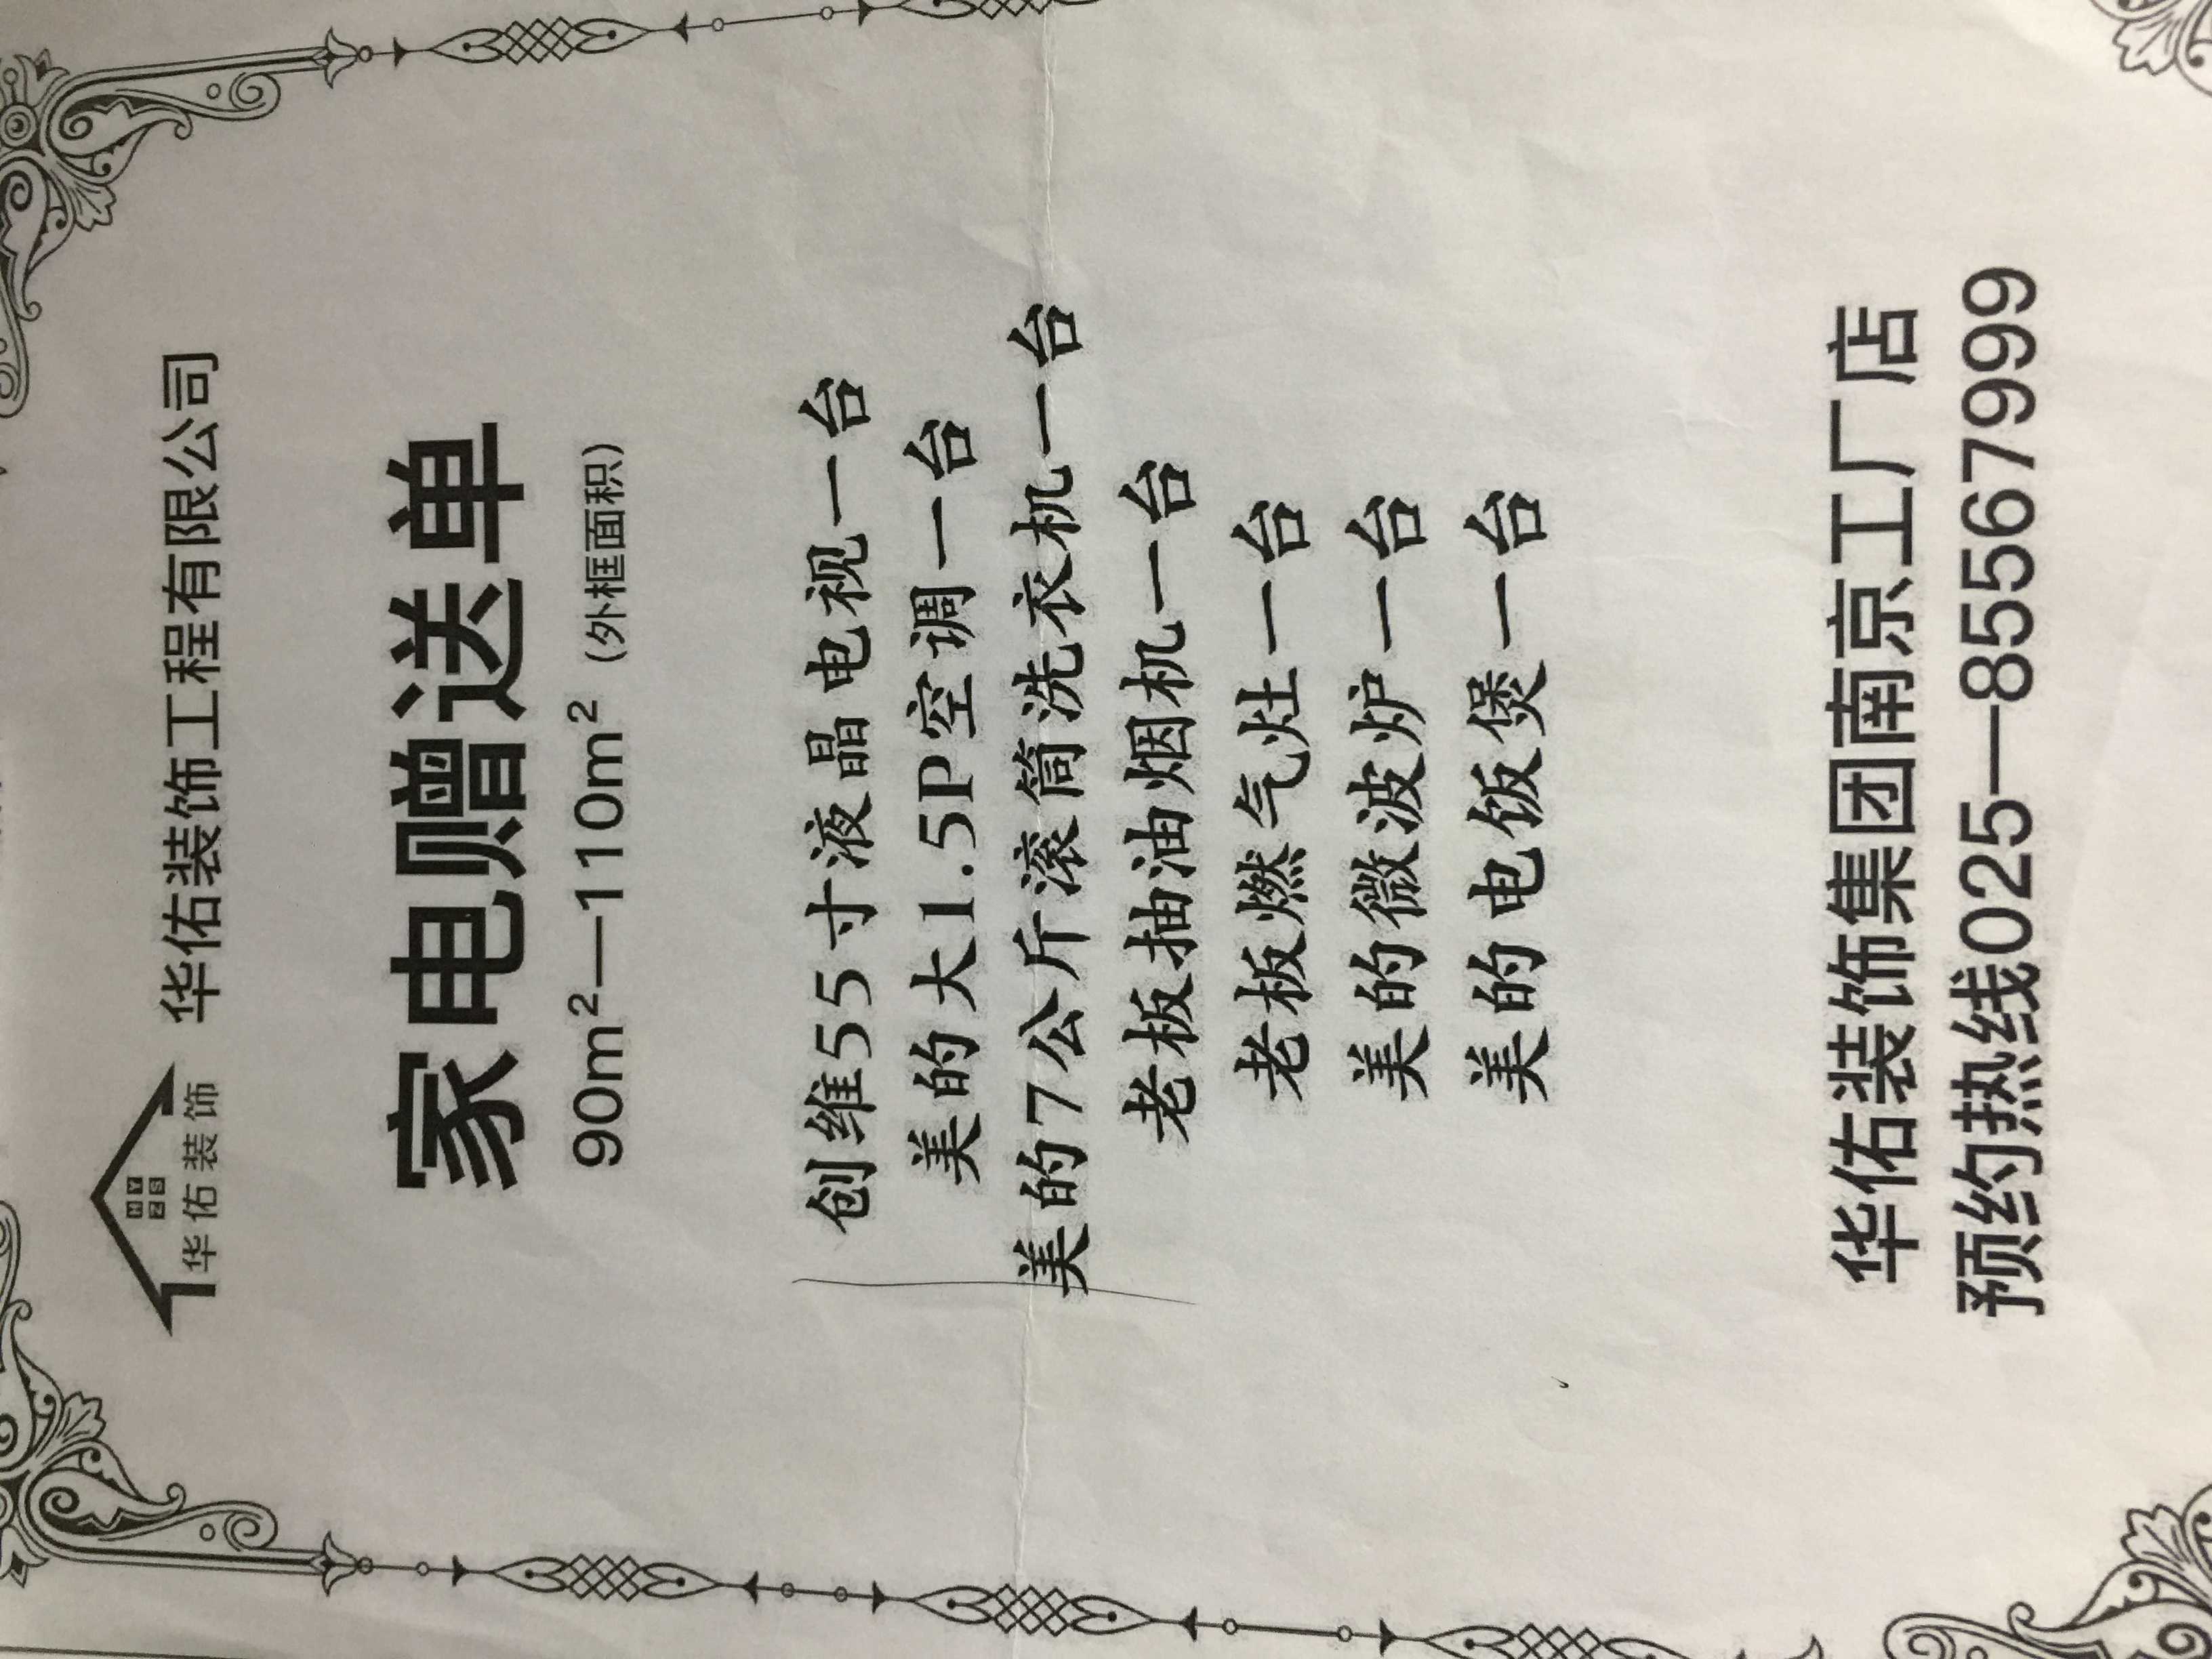 HY
ZS
华佑装饰
华佑装饰工程有限公司
家电赠送单
90m²—110m²（外框面积）
创维55寸液晶电视一台
美的大1.5P空调一台
美的7公斤滚筒洗衣机一台
老板抽油烟机一台
老板燃气灶一台
美的微波炉一台
美的电饭煲一台
华佑装饰集团南京工厂店
预约热线025—85567999